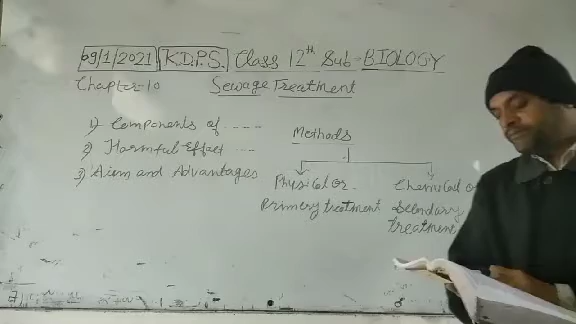 09/1/2021 K.D.P.S. Class 12th Sub-BIOLOGY
Chapter-10 Sewage Treatment
1) Components of ----
2) Harmful Effect ---
3) Aim and Advantages
Methods
Physical or
Primary treatment
Chemical or
Secondary
treatment